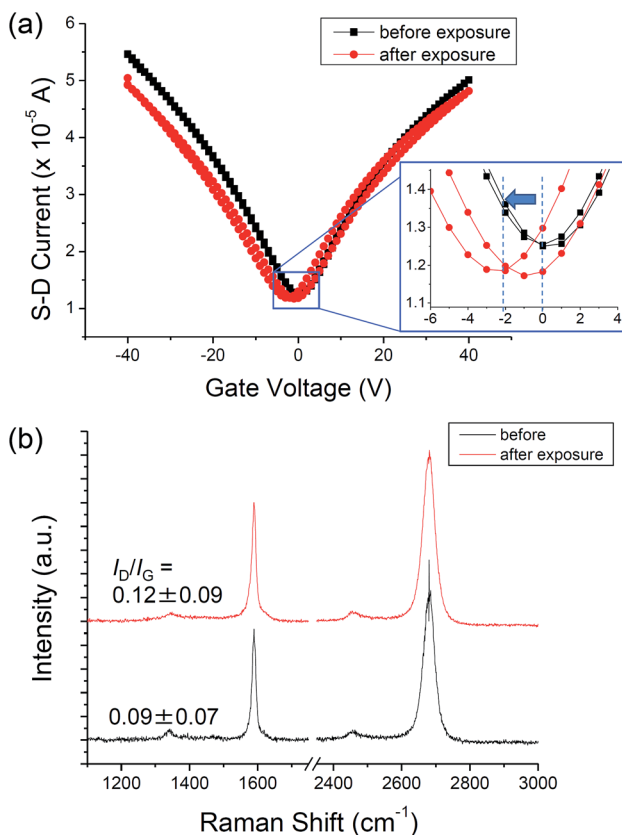 (a)
before exposure
after exposure
S-D Current (x 10⁻⁵ A)
6
5
4
3
2
1
-40
-20
0
20
40
Gate Voltage (V)
1.4
1.3
1.2
1.1
-6
-4
-2
0
2
4
(b)
before
after exposure
Intensity (a.u.)
I_D/I_G =
0.12±0.09
0.09±0.07
1200
1400
1600
2400
2600
2800
3000
Raman Shift (cm⁻¹)